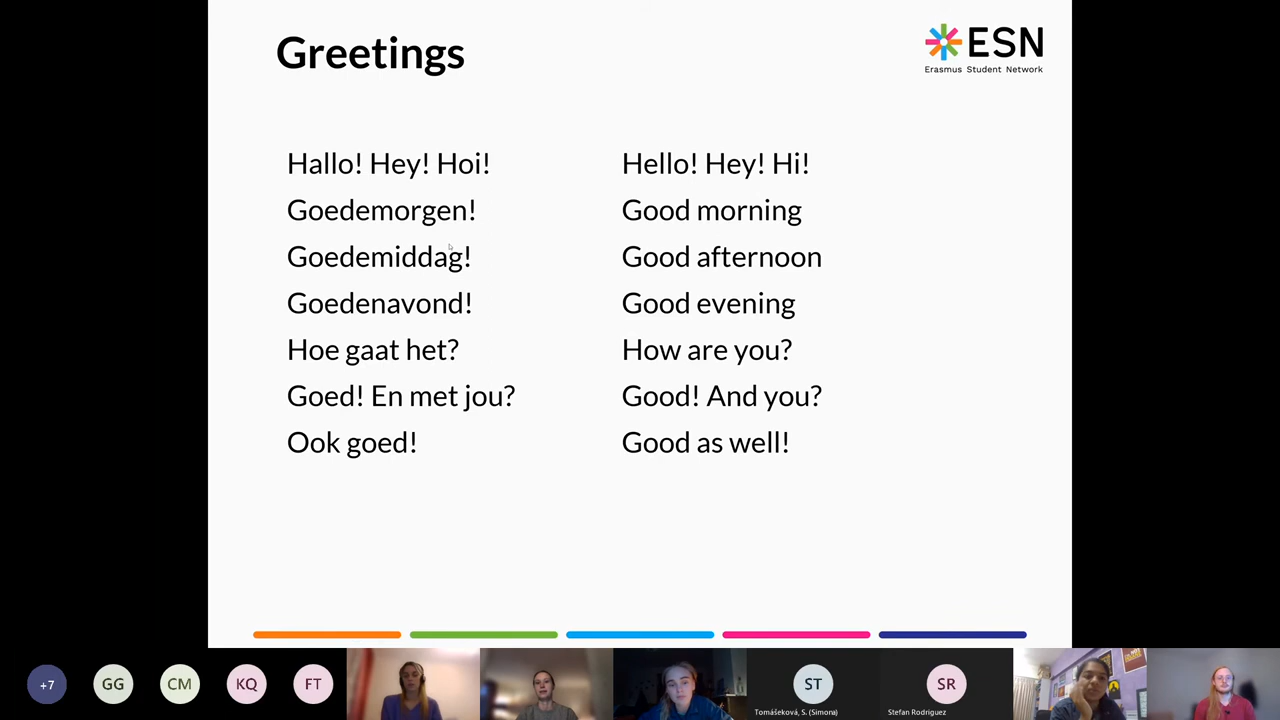 Greetings
ESN
Erasmus Student Network
Hallo! Hey! Hoi!
Hello! Hey! Hi!
Goedemorgen!
Good morning
Goedemiddag!
Good afternoon
Goedenavond!
Good evening
Hoe gaat het?
How are you?
Goed! En met jou?
Good! And you?
Ook goed!
Good as well!
+7
GG
CM
KQ
FT
ST
Tomášeková, S. (Simona)
SR
Stefan Rodriguez